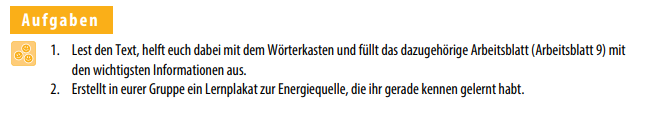 Aufgaben
1. Lest den Text, helft euch dabei mit dem Wörterkasten und füllt das dazugehörige Arbeitsblatt (Arbeitsblatt 9) mit
den wichtigsten Informationen aus.
2. Erstellt in eurer Gruppe ein Lernplakat zur Energiequelle, die ihr gerade kennen gelernt habt.